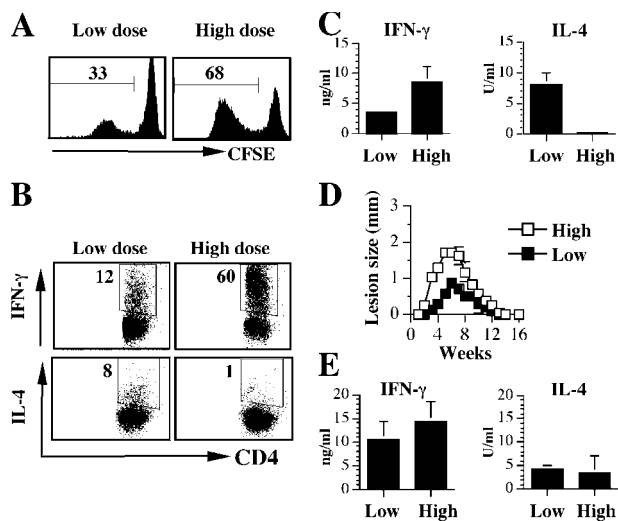 A
Low dose
High dose
33
68
CFSE
B
Low dose
High dose
IFN-γ
12
60
IL-4
8
1
CD4
C
IFN-γ
IL-4
ng/ml
15
10
5
0
Low
High
U/ml
15
10
5
0
Low
High
D
Lesion size (mm)
3
2
1
0
0
4
8
12
16
Weeks
High
Low
E
IFN-γ
IL-4
ng/ml
20
15
10
5
0
Low
High
U/ml
20
15
10
5
0
Low
High